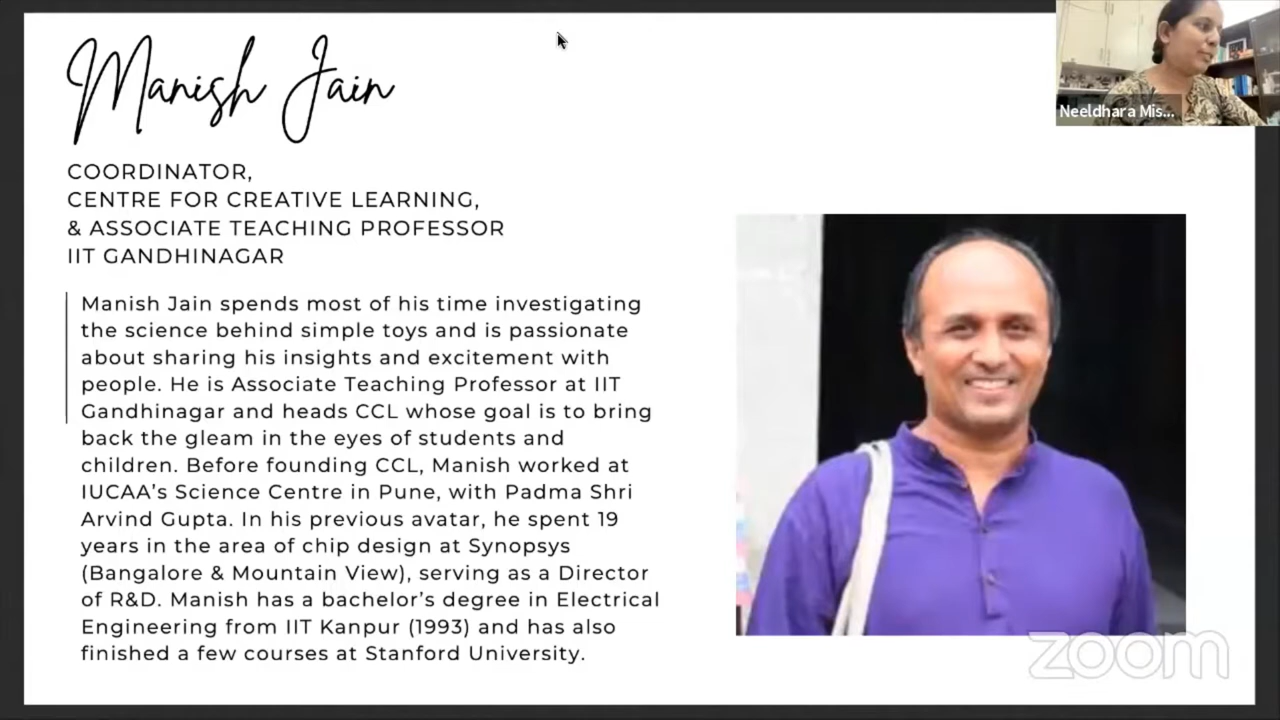 Manish Jain
COORDINATOR,
CENTRE FOR CREATIVE LEARNING,
& ASSOCIATE TEACHING PROFESSOR
IIT GANDHINAGAR
Manish Jain spends most of his time investigating
the science behind simple toys and is passionate
about sharing his insights and excitement with
people. He is Associate Teaching Professor at IIT
Gandhinagar and heads CCL whose goal is to bring
back the gleam in the eyes of students and
children. Before founding CCL, Manish worked at
IUCAA’s Science Centre in Pune, with Padma Shri
Arvind Gupta. In his previous avatar, he spent 19
years in the area of chip design at Synopsys
(Bangalore & Mountain View), serving as a Director
of R&D. Manish has a bachelor’s degree in Electrical
Engineering from IIT Kanpur (1993) and has also
finished a few courses at Stanford University.
Neeldhara Mis...
zoom